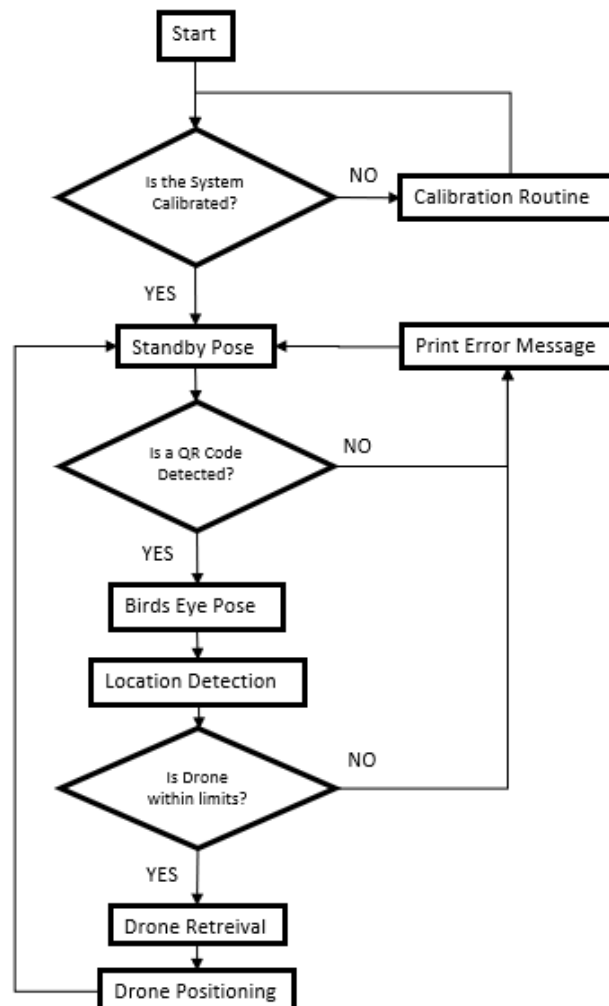 Start
Is the System
Calibrated?
NO
Calibration Routine
YES
Standby Pose
Print Error Message
Is a QR Code
Detected?
NO
YES
Birds Eye Pose
Location Detection
Is Drone
within limits?
NO
YES
Drone Retreival
Drone Positioning